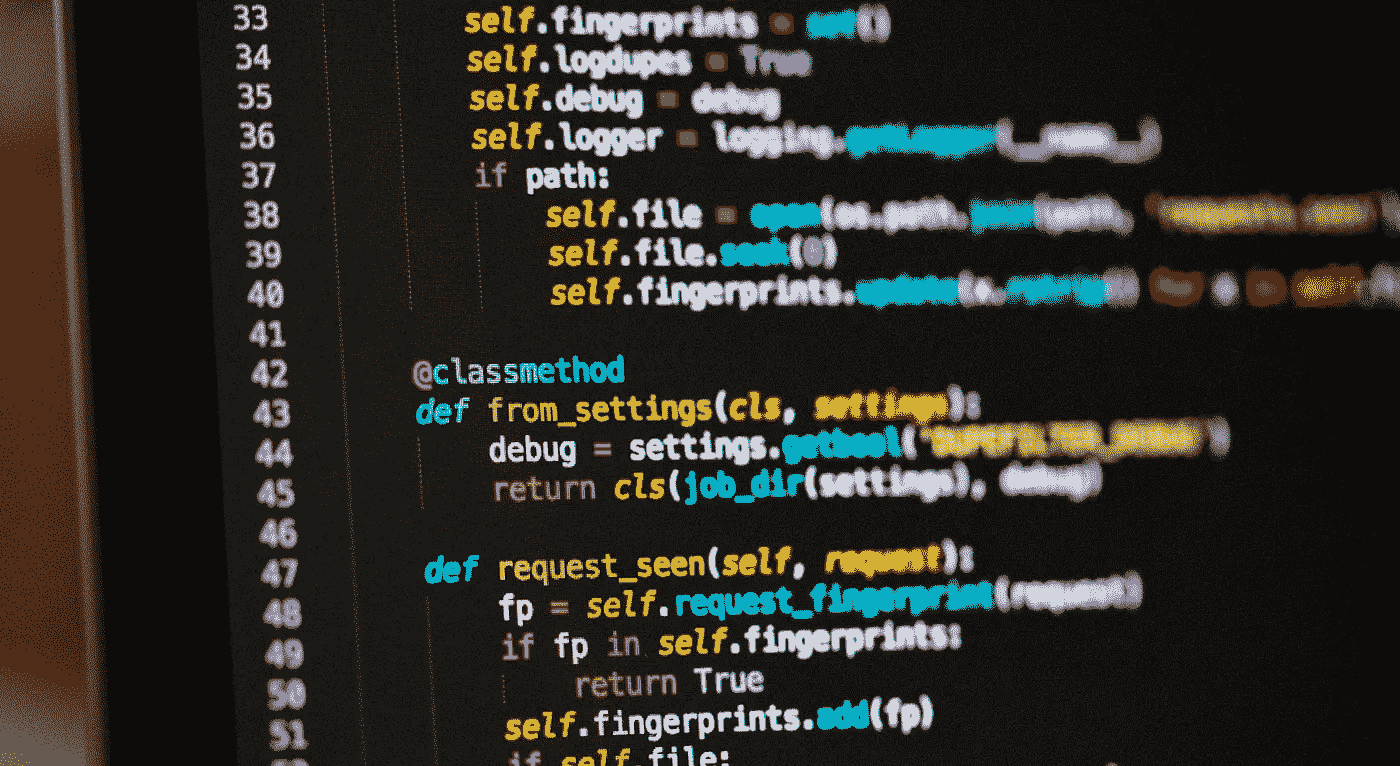 33 self.fingerprints = set()
34 self.logdupes = True
35 self.debug = debug
36 self.logger = logging.getLogger(__name__)
37 if path:
38 self.file = open(os.path.join(path,
39 self.file.seek(0)
40 self.fingerprints.update(
41
42 @classmethod
43 def from_settings(cls, settings):
44 debug = settings.getbool(
45 return cls(job_dir(settings), debug)
46
47 def request_seen(self, request):
48 fp = self.request_fingerprint(request)
49 if fp in self.fingerprints:
50 return True
51 self.fingerprints.add(fp)
if self.file: